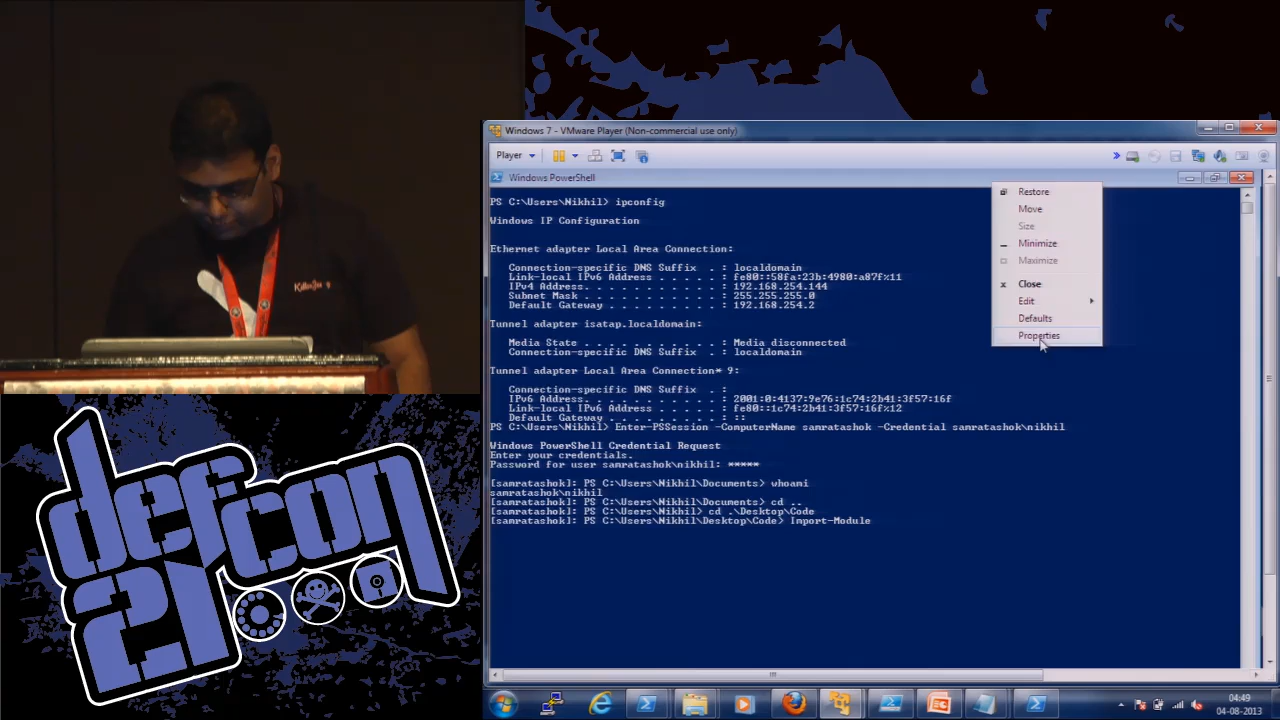 Windows 7 - VMware Player (Non-commercial use only)
Player
Windows PowerShell
PS C:\Users\Nikhil> ipconfig
Windows IP Configuration
Ethernet adapter Local Area Connection:
Connection-specific DNS Suffix . : localdomain
Link-local IPv6 Address . . . . . : fe80::58fa:23b:4980:a87f%11
IPv4 Address. . . . . . . . . . . : 192.168.254.144
Subnet Mask . . . . . . . . . . . : 255.255.255.0
Default Gateway . . . . . . . . . : 192.168.254.2
Tunnel adapter isatap.localdomain:
Media State . . . . . . . . . . . : Media disconnected
Connection-specific DNS Suffix . : localdomain
Tunnel adapter Local Area Connection* 9:
Connection-specific DNS Suffix . :
IPv6 Address. . . . . . . . . . . : 2001:0:4137:9e76:1c74:2b41:3f57:16f
Link-local IPv6 Address . . . . . : fe80::1c74:2b41:3f57:16f%12
Default Gateway . . . . . . . . . : ::
PS C:\Users\Nikhil> Enter-PSSession -ComputerName samratashok -Credential samratashok\nikhil
Windows PowerShell Credential Request
Enter your credentials.
Password for user samratashok\nikhil: *****
[samratashok]: PS C:\Users\Nikhil\Documents> whoami
samratashok\nikhil
[samratashok]: PS C:\Users\Nikhil\Documents> cd ..
[samratashok]: PS C:\Users\Nikhil> cd .\Desktop\Code
[samratashok]: PS C:\Users\Nikhil\Desktop\Code> Import-Module
Restore
Move
Size
Minimize
Maximize
Close
Edit
Defaults
Properties
04:49
04-08-2013
defcon
21